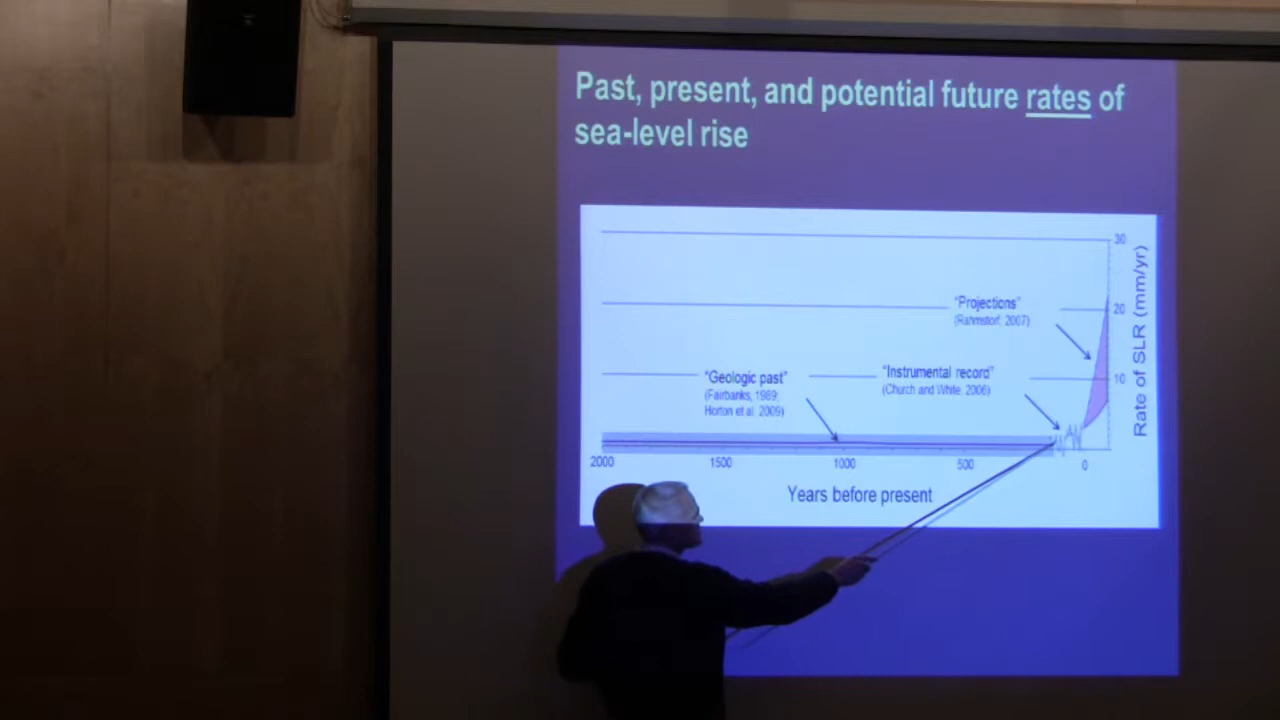 Past, present, and potential future rates of
sea-level rise
30
"Projections"
(Rahmstorf, 2007)
20
"Instrumental record"
(Church and White, 2006)
"Geologic past"
(Fairbanks, 1989;
Horton et al. 2009)
10
Rate of SLR (mm/yr)
2000 1500 1000 500 0
Years before present